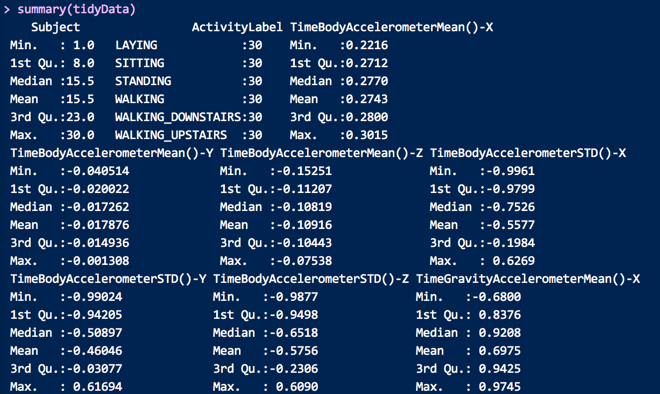 > summary(tidyData)
Subject ActivityLabel TimeBodyAccelerometerMean()-X
Min. : 1.0 LAYING :30 Min. :0.2216
1st Qu.: 8.0 SITTING :30 1st Qu.:0.2712
Median :15.5 STANDING :30 Median :0.2770
Mean :15.5 WALKING :30 Mean :0.2743
3rd Qu.:23.0 WALKING_DOWNSTAIRS:30 3rd Qu.:0.2800
Max. :30.0 WALKING_UPSTAIRS :30 Max. :0.3015
TimeBodyAccelerometerMean()-Y TimeBodyAccelerometerMean()-Z TimeBodyAccelerometerSTD()-X
Min. :-0.040514 Min. :-0.15251 Min. :-0.9961
1st Qu.:-0.020022 1st Qu.:-0.11207 1st Qu.:-0.9799
Median :-0.017262 Median :-0.10819 Median :-0.7526
Mean :-0.017876 Mean :-0.10916 Mean :-0.5577
3rd Qu.:-0.014936 3rd Qu.:-0.10443 3rd Qu.:-0.1984
Max. :-0.001308 Max. :-0.07538 Max. : 0.6269
TimeBodyAccelerometerSTD()-Y TimeBodyAccelerometerSTD()-Z TimeGravityAccelerometerMean()-X
Min. :-0.99024 Min. :-0.9877 Min. :-0.6800
1st Qu.:-0.94205 1st Qu.:-0.9498 1st Qu.: 0.8376
Median :-0.50897 Median :-0.6518 Median : 0.9208
Mean :-0.46046 Mean :-0.5756 Mean : 0.6975
3rd Qu.:-0.03077 3rd Qu.:-0.2306 3rd Qu.: 0.9425
Max. : 0.61694 Max. : 0.6090 Max. : 0.9745